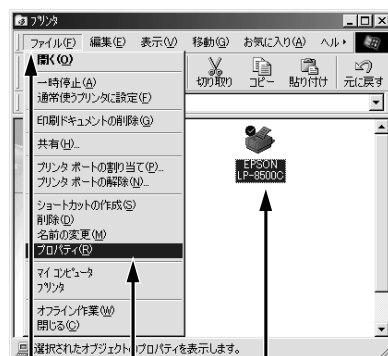 プリンタ
ファイル(F) 編集(E) 表示(V) 移動(G) お気に入り(A) ヘル
切り取り コピー 貼り付け 元に戻す
開く(O)
一時停止(A)
通常使うプリンタに設定(F)
印刷ドキュメントの削除(G)
共有(H)...
プリンタ ポートの割り当て(P)...
プリンタ ポートの解除(N)...
ショートカットの作成(S)
削除(D)
名前の変更(M)
プロパティ(R)
マイ コンピュータ
プリンタ
オフライン作業(W)
閉じる(C)
EPSON
LP-8500C
選択されたオブジェクトのプロパティを表示します。